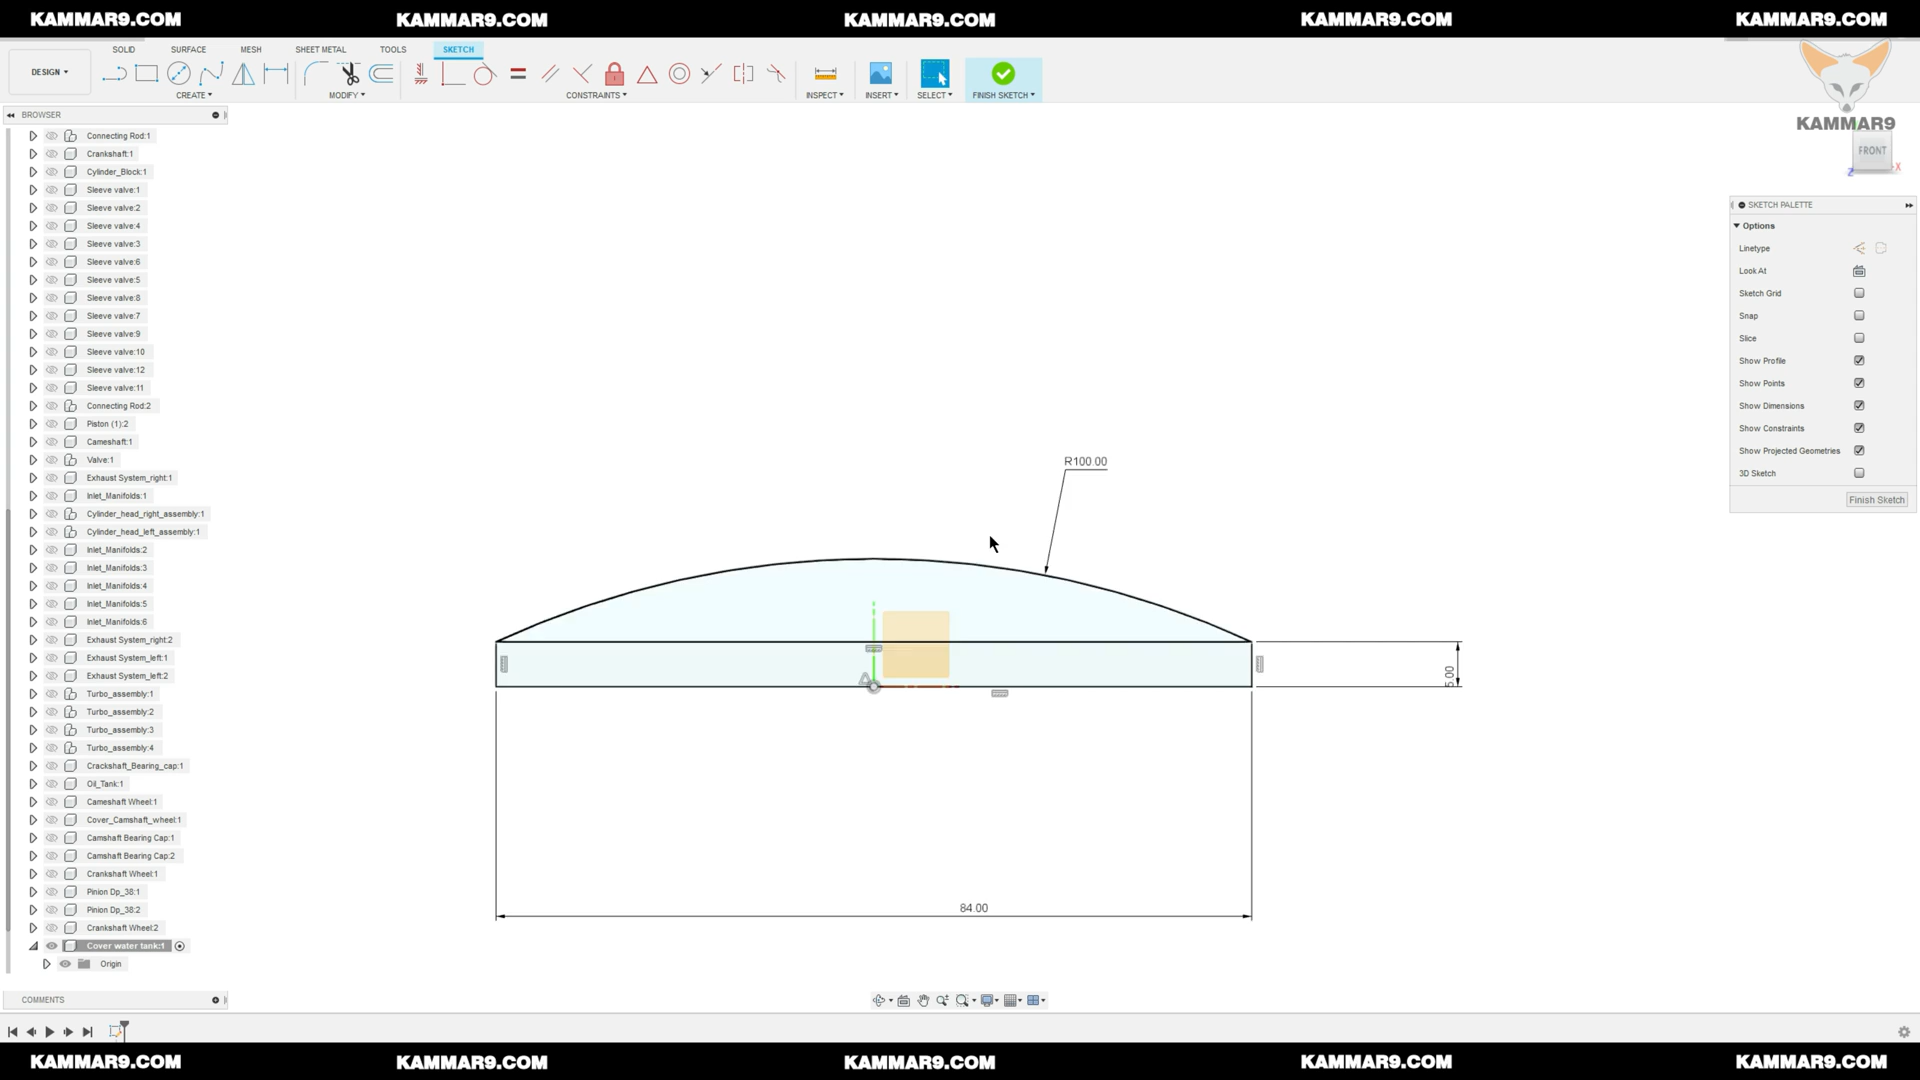 KAMMAR9.COM KAMMAR9.COM KAMMAR9.COM KAMMAR9.COM KAMMAR9.COM
SOLID SURFACE MESH SHEET METAL TOOLS SKETCH
DESIGN
CREATE MODIFY CONSTRAINTS INSPECT INSERT SELECT FINISH SKETCH
KAMMAR9
FRONT
X
Z
BROWSER
Connecting Rod:1
Crankshaft:1
Cylinder_Block:1
Sleeve valve:1
Sleeve valve:2
Sleeve valve:4
Sleeve valve:3
Sleeve valve:6
Sleeve valve:5
Sleeve valve:8
Sleeve valve:7
Sleeve valve:9
Sleeve valve:10
Sleeve valve:12
Sleeve valve:11
Connecting Rod:2
Piston (1):2
Cameshaft:1
Valve:1
Exhaust System_right:1
Inlet_Manifolds:1
Cylinder_head_right_assembly:1
Cylinder_head_left_assembly:1
Inlet_Manifolds:2
Inlet_Manifolds:3
Inlet_Manifolds:4
Inlet_Manifolds:5
Inlet_Manifolds:6
Exhaust System_right:2
Exhaust System_left:1
Exhaust System_left:2
Turbo_assembly:1
Turbo_assembly:2
Turbo_assembly:3
Turbo_assembly:4
Crackshaft_Bearing_cap:1
Oil_Tank:1
Cameshaft Wheel:1
Cover_Camshaft_wheel:1
Camshaft Bearing Cap:1
Camshaft Bearing Cap:2
Crankshaft Wheel:1
Pinion Dp_38:1
Pinion Dp_38:2
Crankshaft Wheel:2
Cover water tank:1
Origin
R100.00
5.00
84.00
SKETCH PALETTE
Options
Linetype
Look At
Sketch Grid
Snap
Slice
Show Profile
Show Points
Show Dimensions
Show Constraints
Show Projected Geometries
3D Sketch
Finish Sketch
COMMENTS
KAMMAR9.COM KAMMAR9.COM KAMMAR9.COM KAMMAR9.COM KAMMAR9.COM